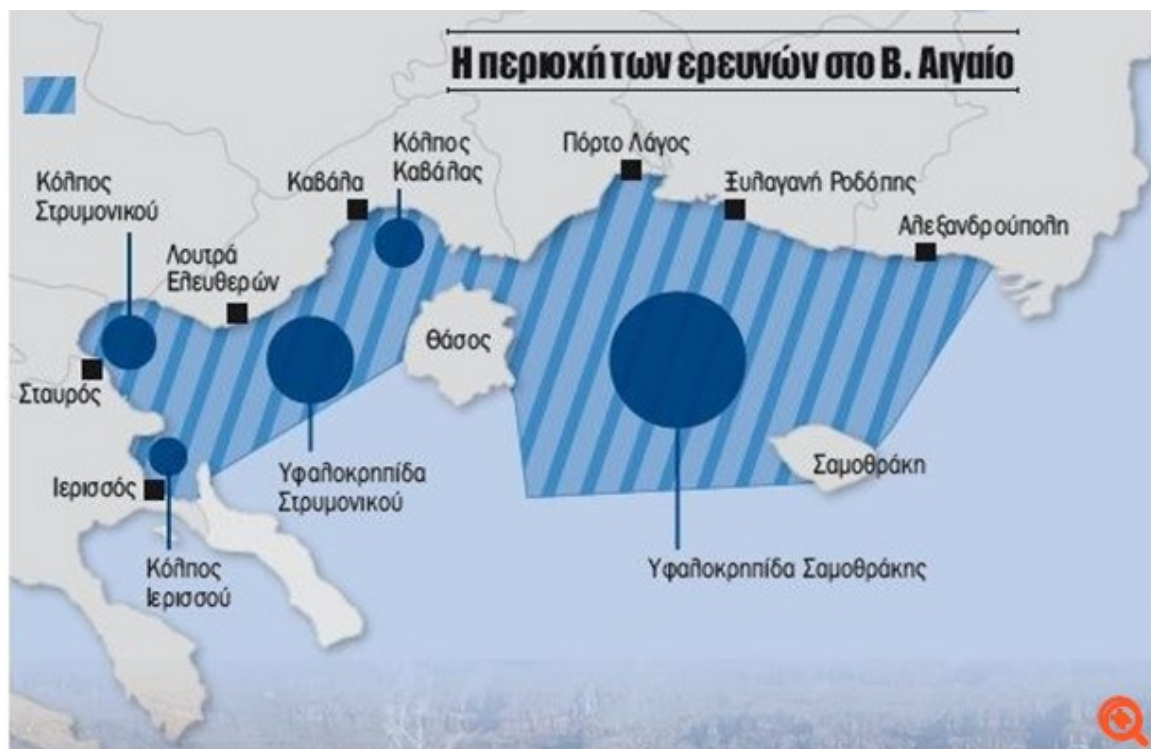 Η περιοχή των ερευνών στο Β. Αιγαίο
Κόλπος
Στρυμονικού
Καβάλα
Κόλπος
Καβάλας
Πόρτο Λάγος
Ξυλαγανή Ροδόπης
Αλεξανδρούπολη
Λουτρά
Ελευθερών
Θάσος
Σταυρός
Σαμοθράκη
Ιερισσός
Υφαλοκρηπίδα
Στρυμονικού
Κόλπος
Ιερισσού
Υφαλοκρηπίδα Σαμοθράκης